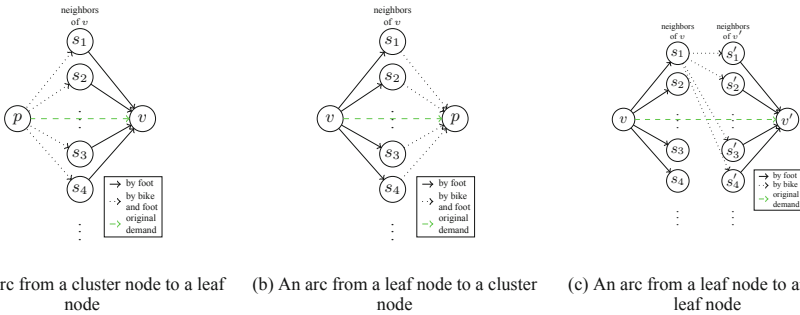 neighbors
of v
s1
s2
p
v
s3
s4
by foot
by bike
and foot
original
demand
rc from a cluster node to a leaf
node
neighbors
of v
s1
s2
v
p
s3
s4
by foot
by bike
and foot
original
demand
(b) An arc from a leaf node to a cluster
node
neighbors
of v
neighbors
of v'
s1
s'1
s2
s'2
v
v'
s3
s'3
s4
s'4
by foot
by bike
and foot
original
demand
(c) An arc from a leaf node to a
leaf node